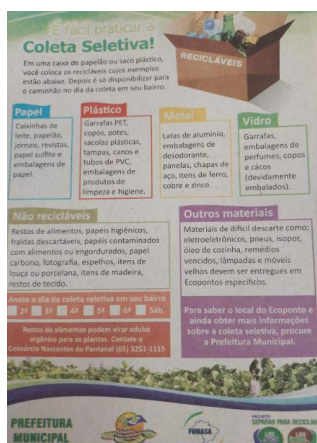 É fácil praticar a
Coleta Seletiva!
Em uma caixa de papelão ou saco plástico,
você coloca os recicláveis cujos exemplos
estão abaixo. Depois é só disponibilizar para
o caminhão no dia da coleta em seu bairro.
RECICLÁVEIS
Papel
Caixinhas de
leite, papelão,
jornais, revistas,
papel sulfite e
embalagens de
papel.
Plástico
Garrafas PET,
copos, potes,
sacolas plásticas,
tampas, canos e
tubos de PVC,
embalagens de
produtos de
limpeza e higiene.
Metal
Latas de alumínio,
embalagens de
desodorante,
panelas, chapas de
aço, itens de ferro,
cobre e zinco.
Vidro
Garrafas,
embalagens de
perfumes, copos
e cácos
(devidamente
embalados).
Não recicláveis
Restos de alimentos, papéis higiênicos,
fraldas descartáveis, papéis contaminados
com alimentos ou engordurados, papel
carbono, fotografia, espelhos, itens de
louça ou porcelana, itens de madeira,
restos de tecido.
Outros materiais
Materiais de difícil descarte como:
eletroeletrônicos, pneus, isopor,
óleo de cozinha, remédios
vencidos, lâmpadas e móveis
velhos devem ser entregues em
Ecopontos específicos.
Anote o dia da coleta seletiva em seu bairro
2ª 3ª 4ª 5ª 6ª Sáb.
Restos de alimentos podem virar adubo
orgânico para as plantas. Contate o
Consórcio Nascentes do Pantanal (65) 3251-1115
Para saber o local do Ecoponto e
ainda obter mais informações
sobre a coleta seletiva, procure
a Prefeitura Municipal.
PREFEITURA
MUNICIPAL
FUNASA
PROJETO
SEPARAR PARA RECICLAR